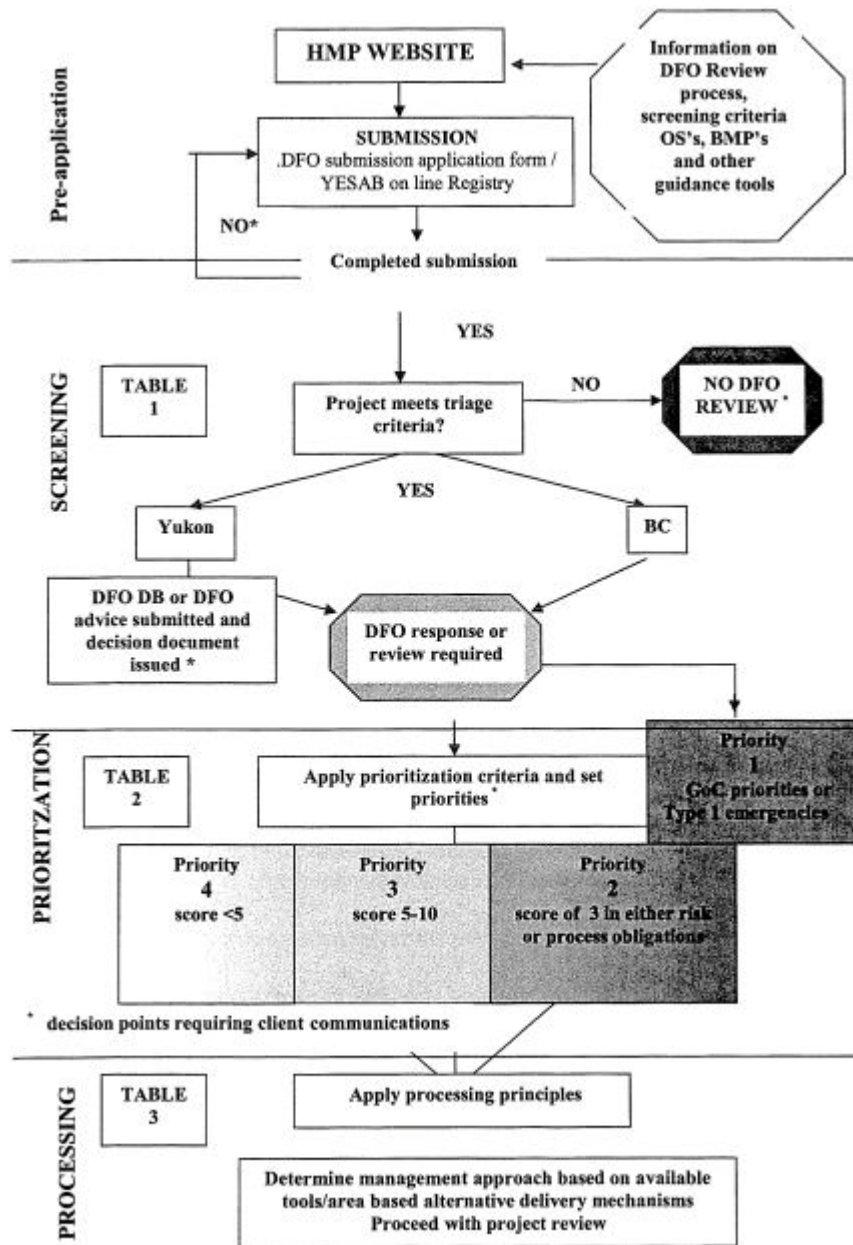 Pre-application
HMP WEBSITE
Information on
DFO Review
process,
screening criteria
OS's, BMP's
and other
guidance tools
SUBMISSION
.DFO submission application form /
YESAB on line Registry
NO*
Completed submission
SCREENING
YES
TABLE
1
Project meets triage
criteria?
NO
NO DFO
REVIEW *
YES
Yukon
BC
DFO DB or DFO
advice submitted and
decision document
issued *
DFO response or
review required
PRIORITZATION
TABLE
2
Apply prioritization criteria and set
priorities*
Priority
1
GoC priorities or
Type 1 emergencies
Priority
4
score <5
Priority
3
score 5-10
Priority
2
score of 3 in either risk
or process obligations
* decision points requiring client communications
PROCESSING
TABLE
3
Apply processing principles
Determine management approach based on available
tools/area based alternative delivery mechanisms
Proceed with project review